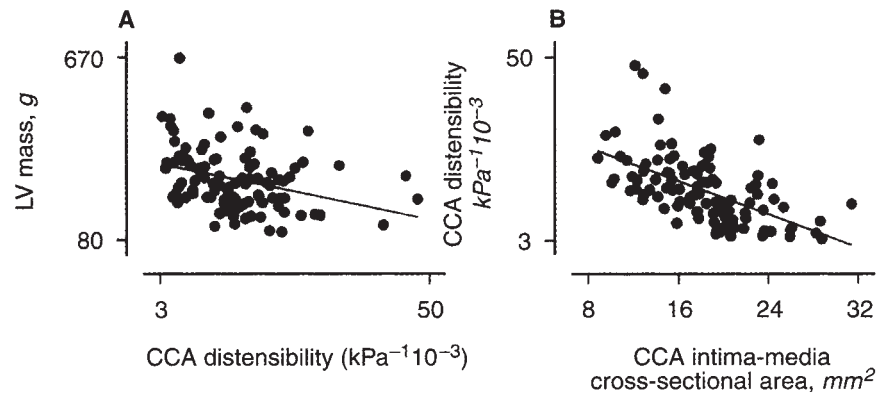 A
670
80
LV mass, g
3
50
CCA distensibility (kPa⁻¹10⁻³)
B
50
3
CCA distensibility
kPa⁻¹10⁻³
8
16
24
32
CCA intima-media
cross-sectional area, mm²